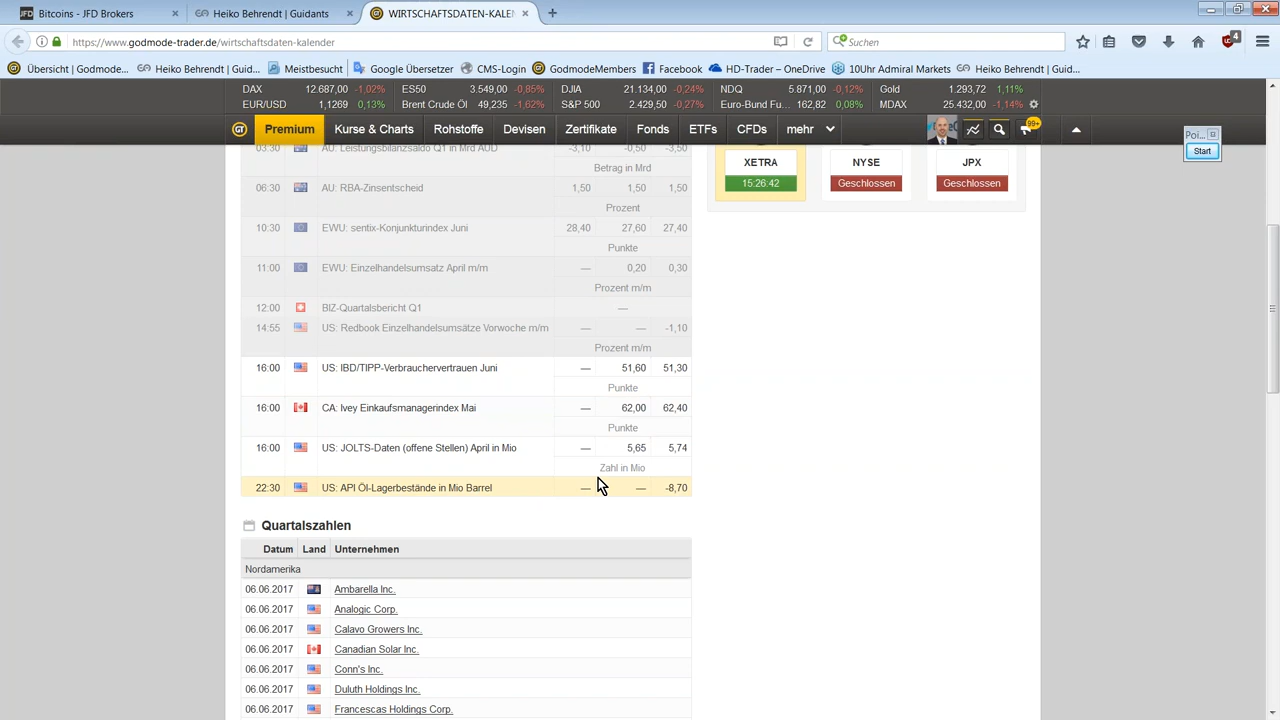 Bitcoins - JFD Brokers
Heiko Behrendt | Guidants
WIRTSCHAFTSDATEN-KALEN
https://www.godmode-trader.de/wirtschaftsdaten-kalender
Suchen
4
Übersicht | Godmode...
Heiko Behrendt | Guid...
Meistbesucht
Google Übersetzer
CMS-Login
GodmodeMembers
Facebook
HD-Trader – OneDrive
10Uhr Admiral Markets
Heiko Behrendt | Gui...
DAX 12.687,00 -1,02% ES50 3.549,00 -0,85% DJIA 21.134,00 -0,24% NDQ 5.871,00 -0,12% Gold 1.293,72 1,11%
EUR/USD 1,1269 0,13% Brent Crude Öl 49,235 -1,62% S&P 500 2.429,50 -0,27% Euro-Bund Fu... 162,82 0,08% MDAX 25.432,00 -1,14%
Premium Kurse & Charts Rohstoffe Devisen Zertifikate Fonds ETFs CFDs mehr 99+
Poi...
Start
03:30 AU: Leistungsbilanzsaldo Q1 in Mrd AUD -3,10 -0,50 -3,50
Betrag in Mrd
XETRA NYSE JPX
15:26:42 Geschlossen Geschlossen
06:30 AU: RBA-Zinsentscheid 1,50 1,50 1,50
Prozent
10:30 EWU: sentix-Konjunkturindex Juni 28,40 27,60 27,40
Punkte
11:00 EWU: Einzelhandelsumsatz April m/m — 0,20 0,30
Prozent m/m
12:00 BIZ-Quartalsbericht Q1 —
14:55 US: Redbook Einzelhandelsumsätze Vorwoche m/m — — -1,10
Prozent m/m
16:00 US: IBD/TIPP-Verbrauchervertrauen Juni — 51,60 51,30
Punkte
16:00 CA: Ivey Einkaufsmanagerindex Mai — 62,00 62,40
Punkte
16:00 US: JOLTS-Daten (offene Stellen) April in Mio — 5,65 5,74
Zahl in Mio
22:30 US: API Öl-Lagerbestände in Mio Barrel — — -8,70
Quartalszahlen
Datum Land Unternehmen
Nordamerika
06.06.2017 Ambarella Inc.
06.06.2017 Analogic Corp.
06.06.2017 Calavo Growers Inc.
06.06.2017 Canadian Solar Inc.
06.06.2017 Conn's Inc.
06.06.2017 Duluth Holdings Inc.
06.06.2017 Francescas Holdings Corp.